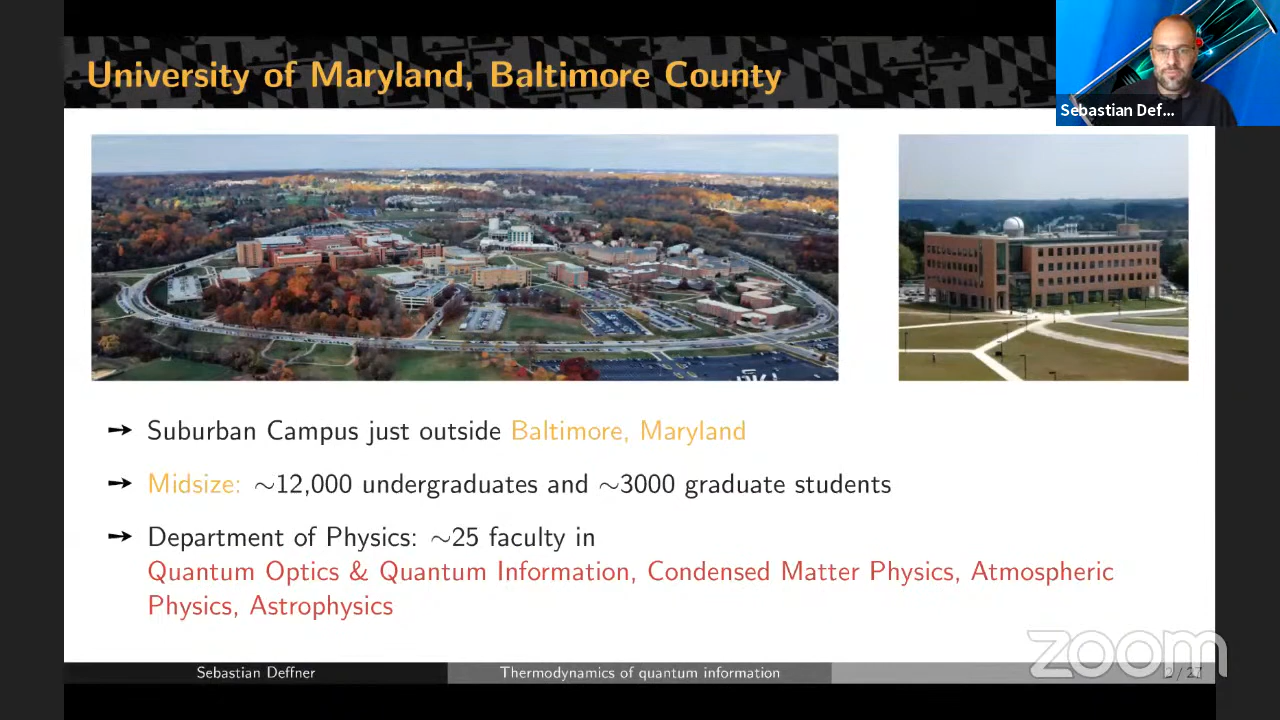 University of Maryland, Baltimore County
Sebastian Def...
➙ Suburban Campus just outside Baltimore, Maryland
➙ Midsize: ~12,000 undergraduates and ~3000 graduate students
➙ Department of Physics: ~25 faculty in
Quantum Optics & Quantum Information, Condensed Matter Physics, Atmospheric
Physics, Astrophysics
zoom
Sebastian Deffner
Thermodynamics of quantum information
2 / 27